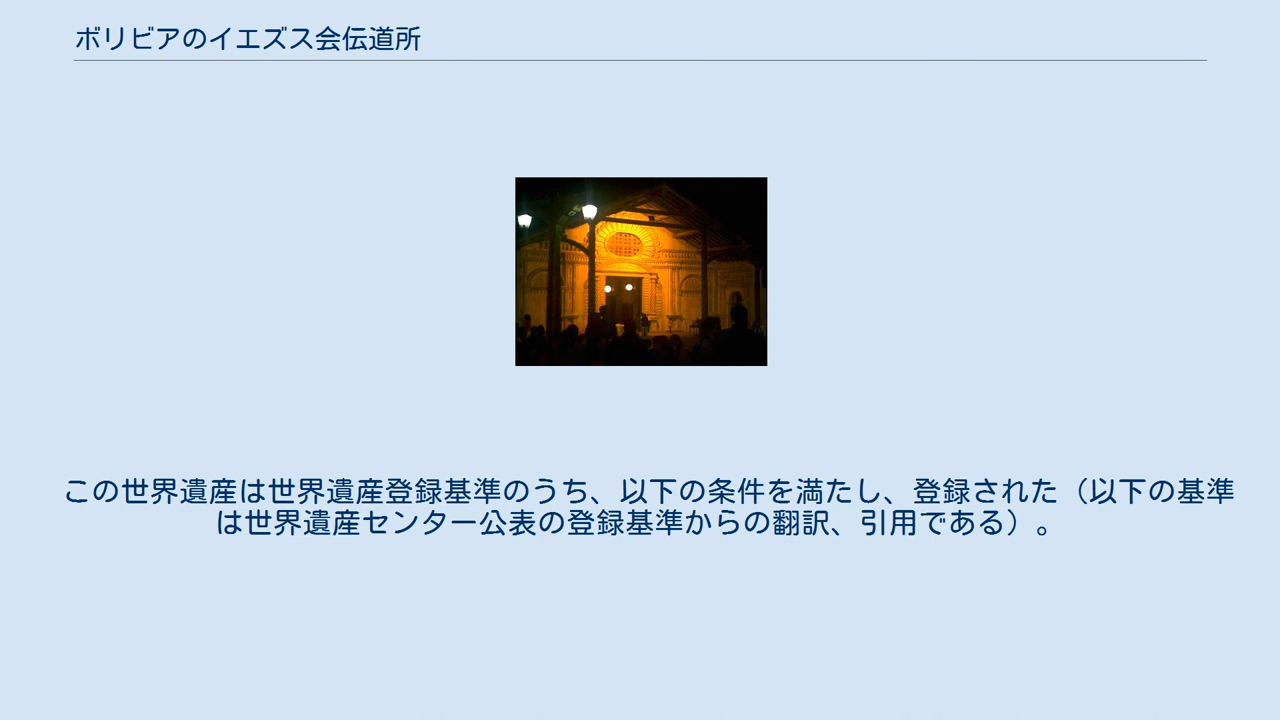 ボリビアのイエズス会伝道所
この世界遺産は世界遺産登録基準のうち、以下の条件を満たし、登録された（以下の基準
は世界遺産センター公表の登録基準からの翻訳、引用である）。